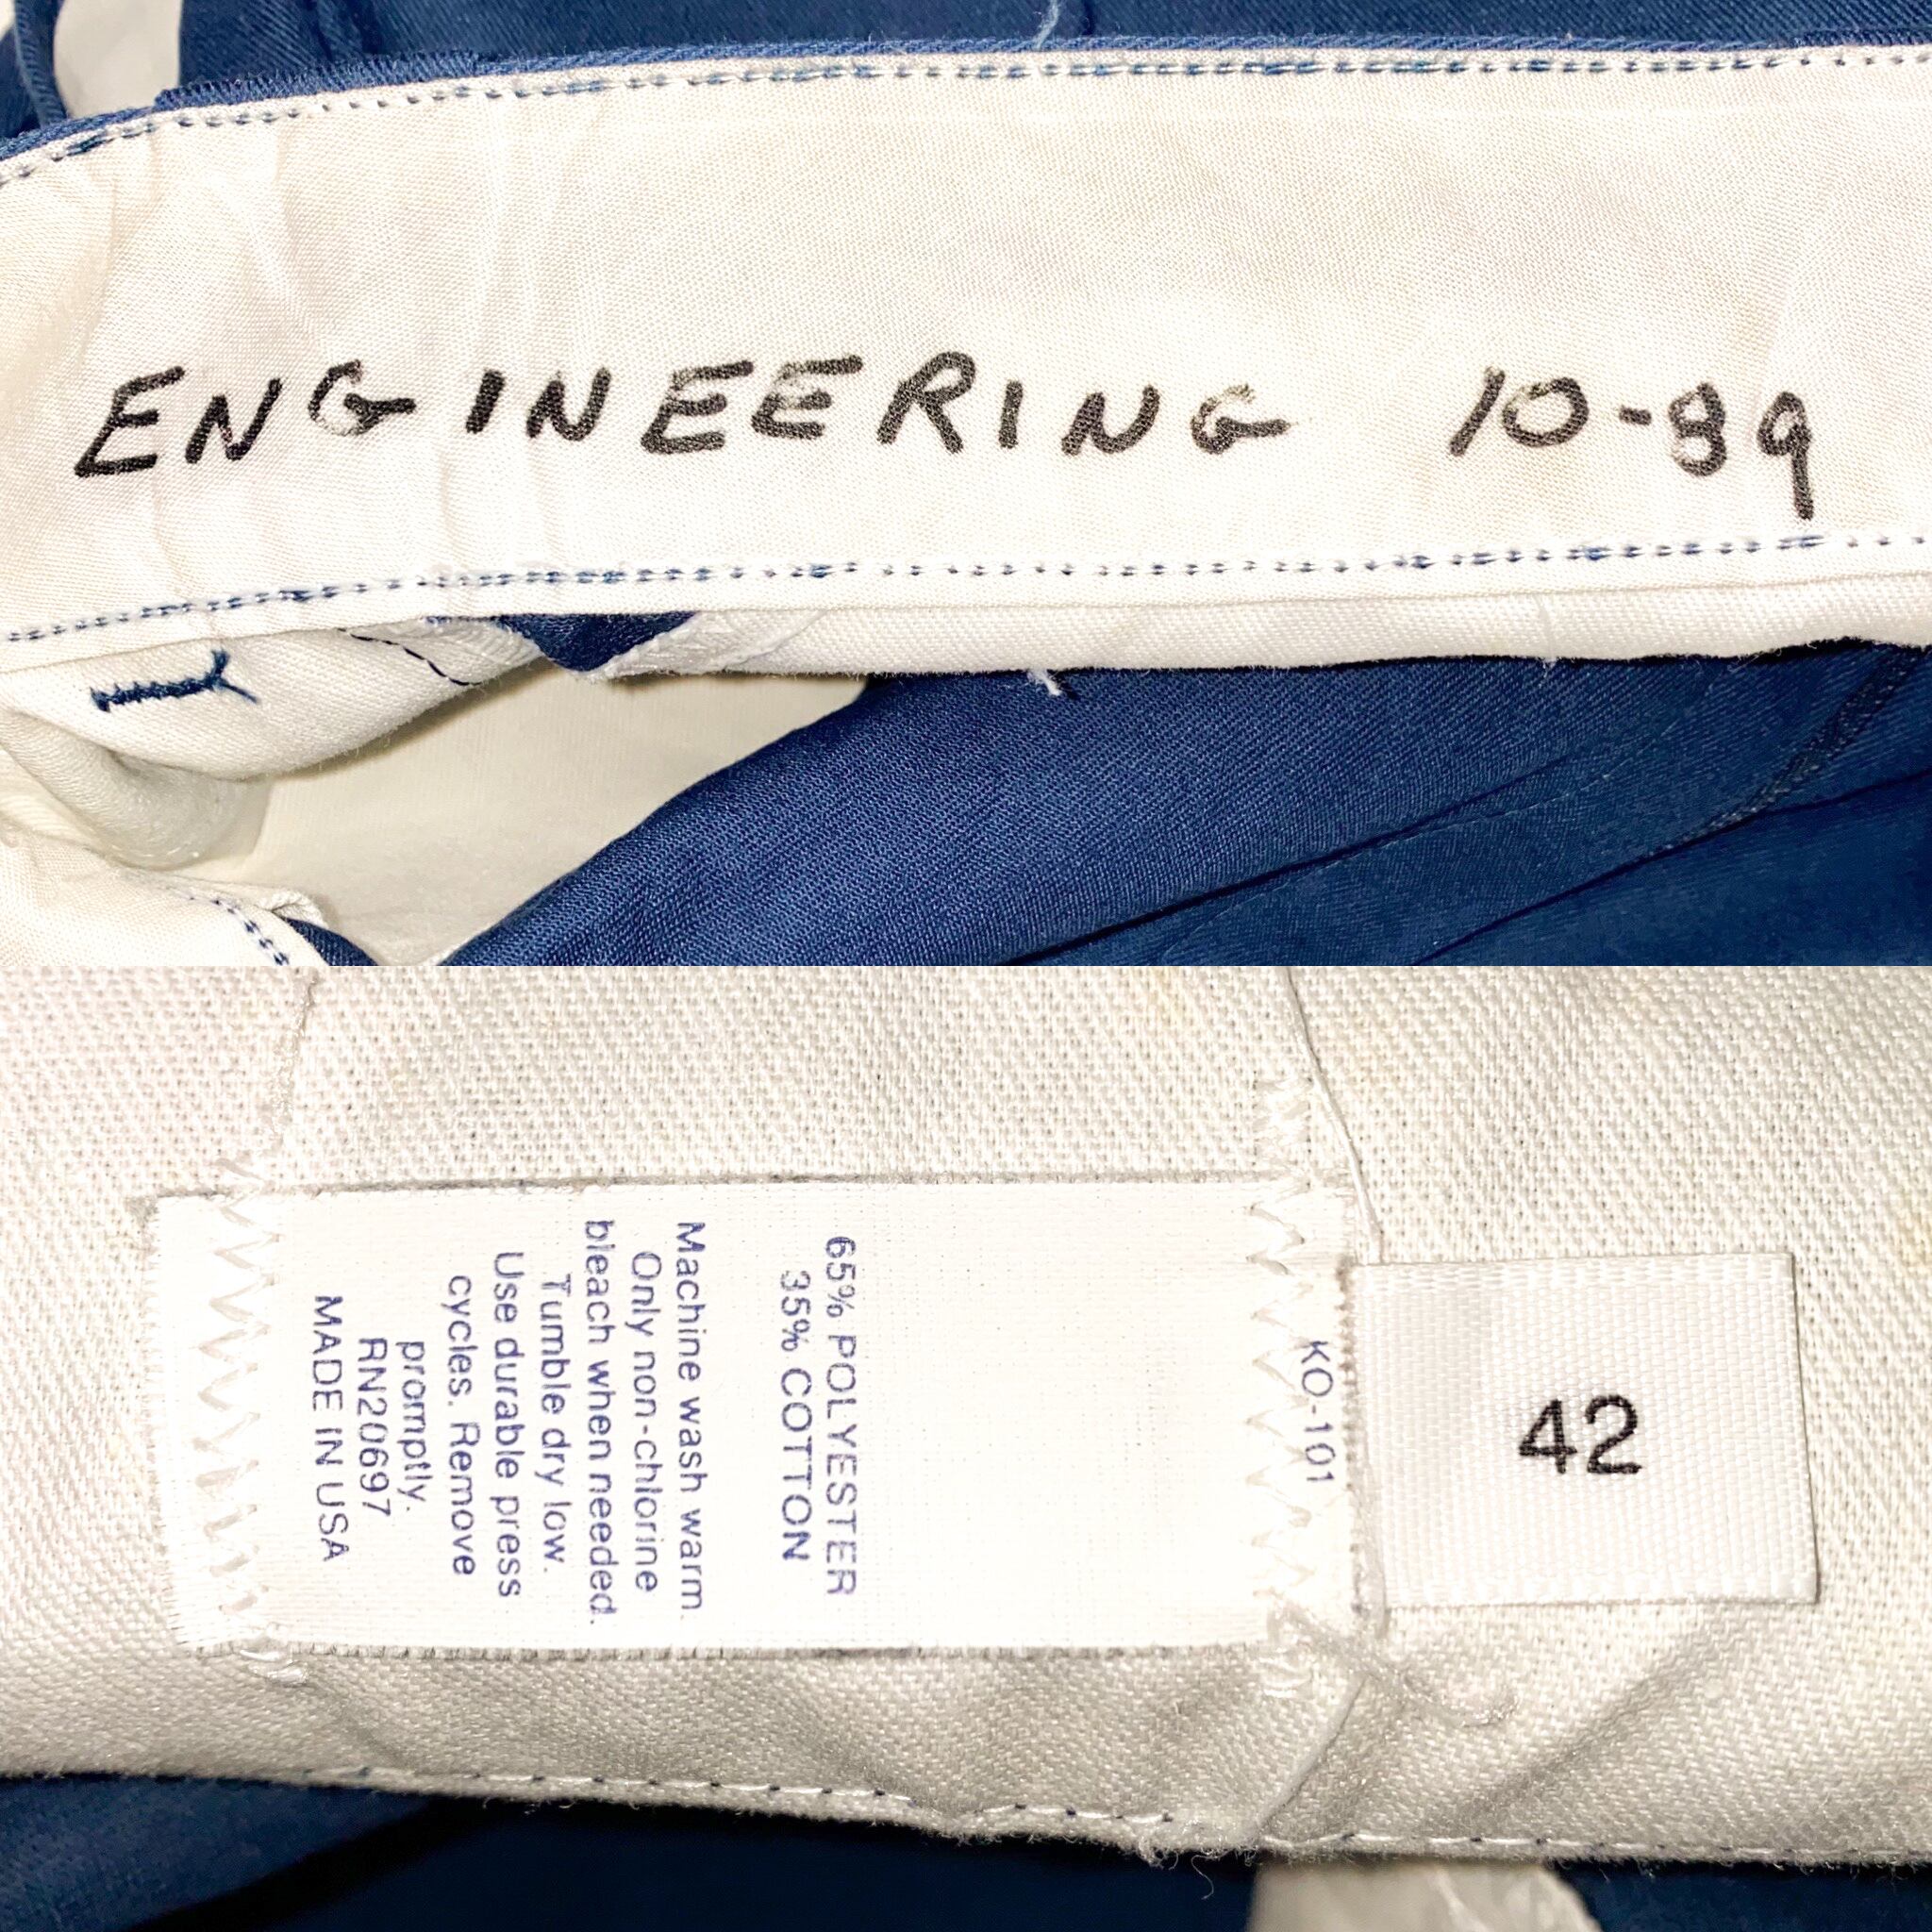 ENGINEERING 10-89
65% POLYESTER
35% COTTON
Machine wash warm.
Only non-chlorine
bleach when needed.
Tumble dry low.
Use durable press
cycles. Remove
promptly.
RN20697
MADE IN USA
KO-101
42